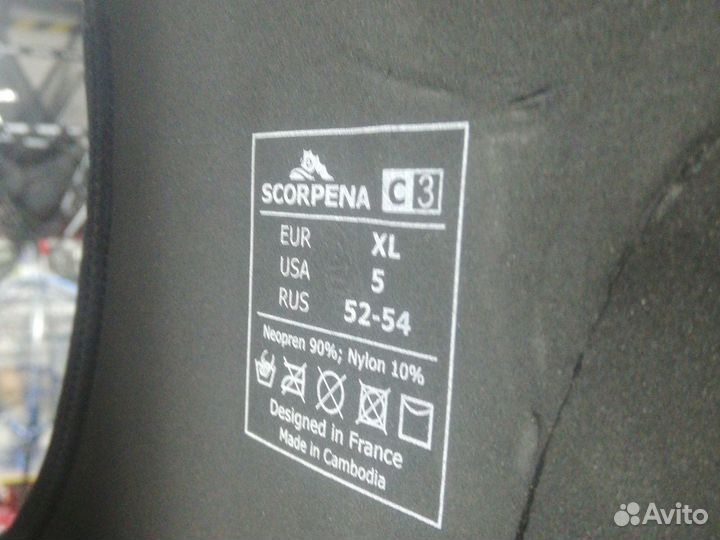 SCORPENA C3
EUR XL
USA 5
RUS 52-54
Neopren 90%; Nylon 10%
Designed in France
Made in Cambodia
Avito